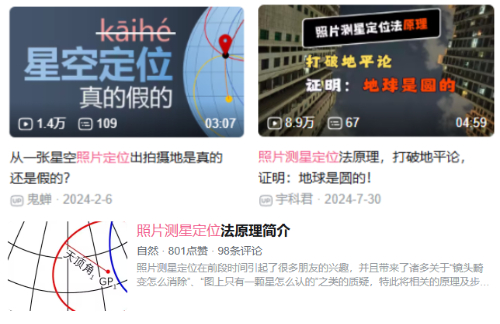 kāihé
星空定位
真的假的
1.4万 109 03:07
从一张星空照片定位出拍摄地是真的
还是假的?
UP 鬼蝉 · 2024-2-6
照片测星定位法原理
打破地平论
证明：地球是圆的
8.9万 67 04:59
照片测星定位法原理，打破地平论，
证明：地球是圆的！
UP 宇科君 · 2024-7-30
天顶角1
GP1
照片测星定位法原理简介
自然 · 801点赞 · 98条评论
照片测星定位在前段时间引起了很多朋友的兴趣，并且带来了诸多关于“镜头畸
变怎么消除”、“图上只有一颗星怎么认的”之类的质疑，特此将相关的原理及步...